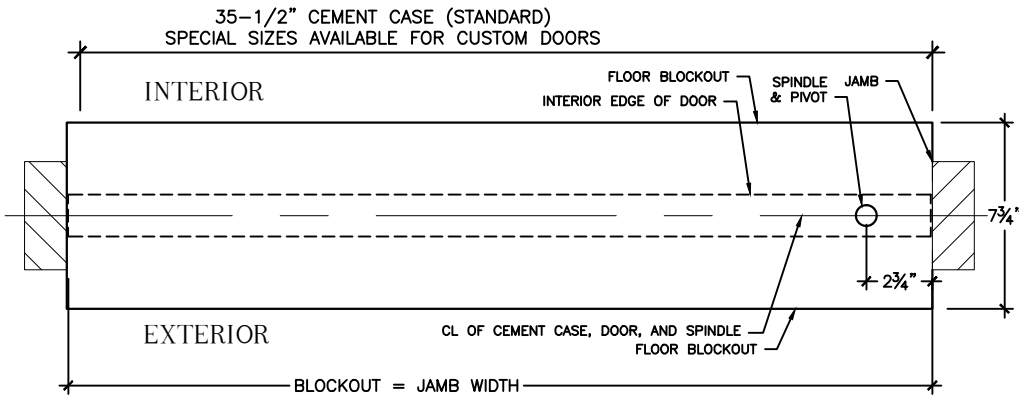 35-1/2" CEMENT CASE (STANDARD)
SPECIAL SIZES AVAILABLE FOR CUSTOM DOORS
INTERIOR
FLOOR BLOCKOUT
INTERIOR EDGE OF DOOR
SPINDLE
& PIVOT
JAMB
7¾"
2¾"
EXTERIOR
CL OF CEMENT CASE, DOOR, AND SPINDLE
FLOOR BLOCKOUT
BLOCKOUT = JAMB WIDTH